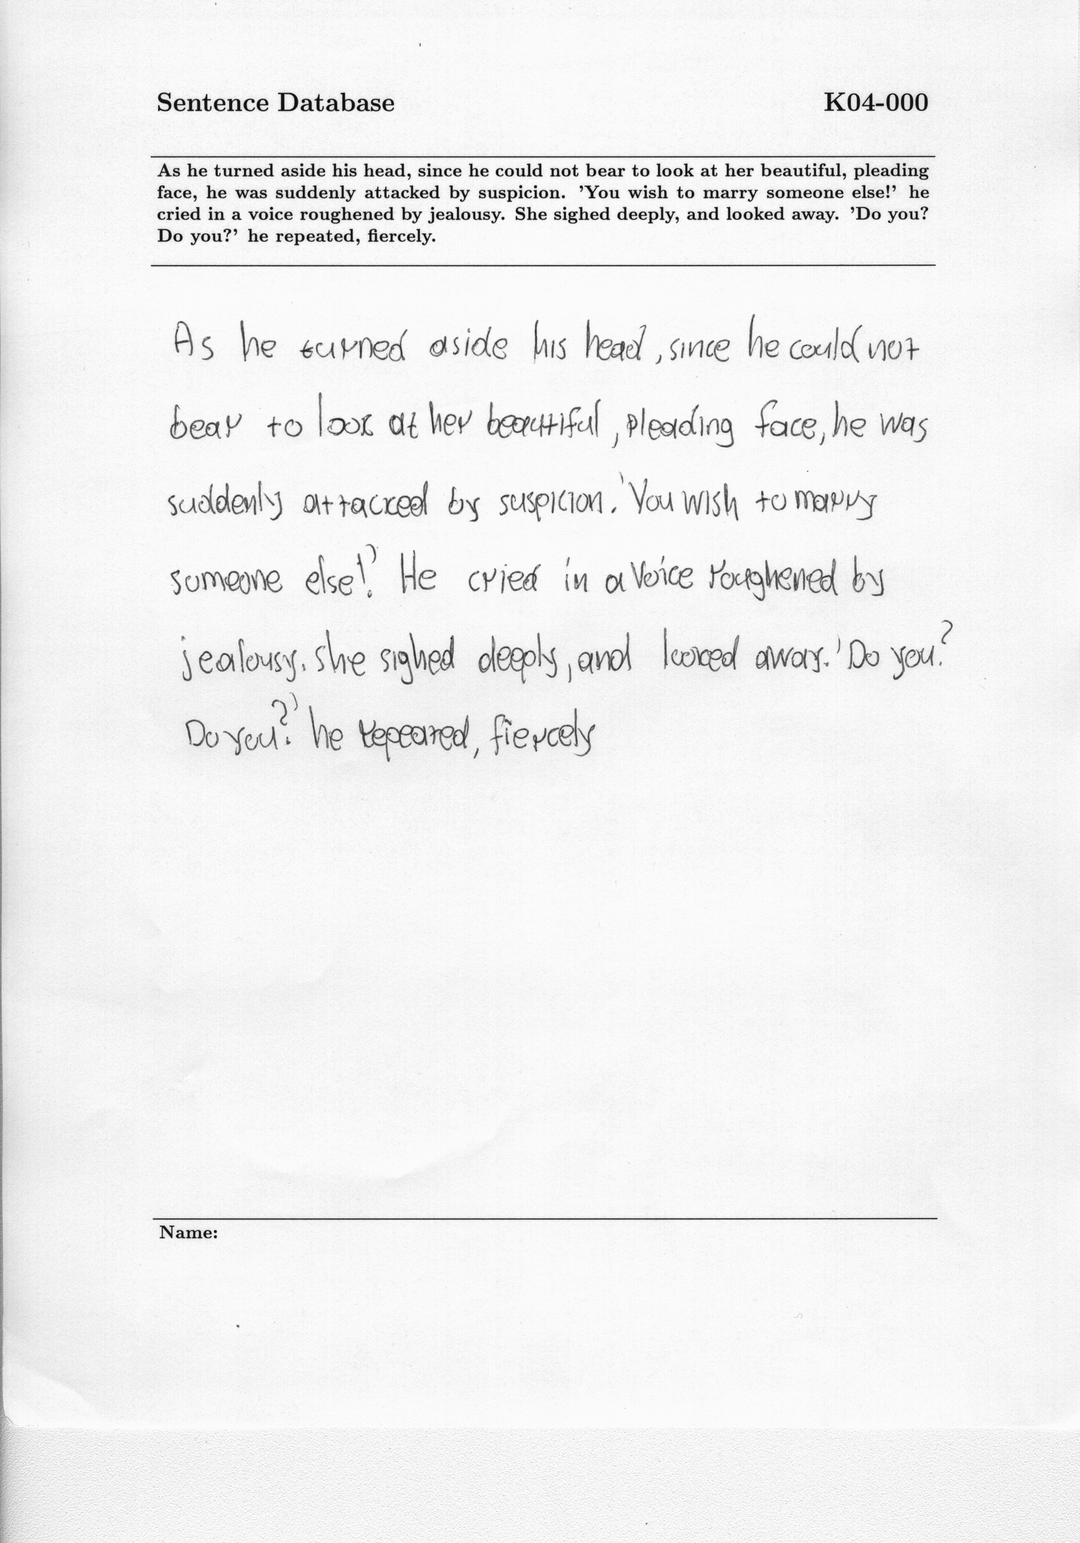 Sentence Database K04-000
As he turned aside his head, since he could not bear to look at her beautiful, pleading
face, he was suddenly attacked by suspicion. 'You wish to marry someone else!' he
cried in a voice roughened by jealousy. She sighed deeply, and looked away. 'Do you?
Do you?' he repeated, fiercely.
As he turned aside his head, since he could not
bear to look at her beautiful, pleading face, he was
suddenly attacked by suspicion. 'You wish to marry
someone else!' He cried in a voice roughened by
jealousy. She sighed deeply, and looked away. 'Do you?
Do you?' he repeated, fiercely
Name: